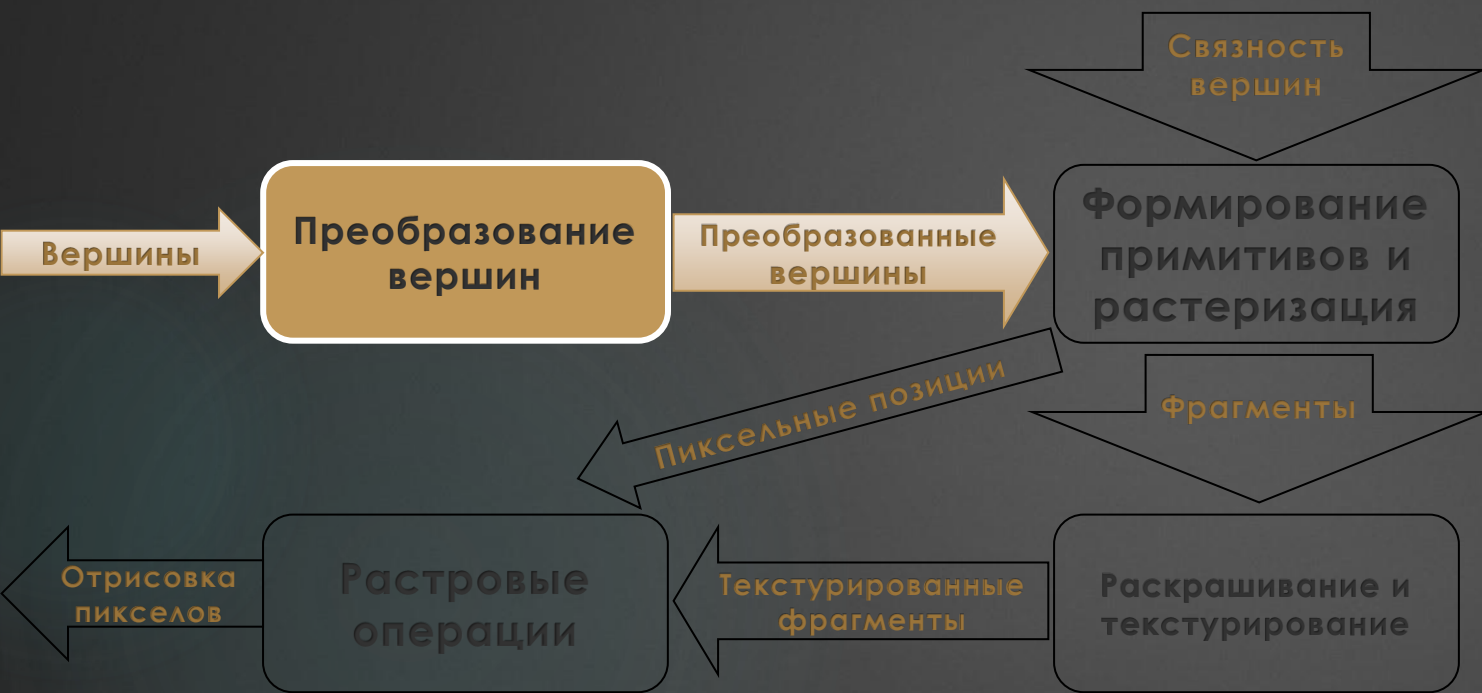 Связность
вершин
Вершины
Преобразование
вершин
Преобразованные
вершины
Формирование
примитивов и
растеризация
Пиксельные позиции
Фрагменты
Отрисовка
пикселов
Растровые
операции
Текстурированные
фрагменты
Раскрашивание и
текстурирование